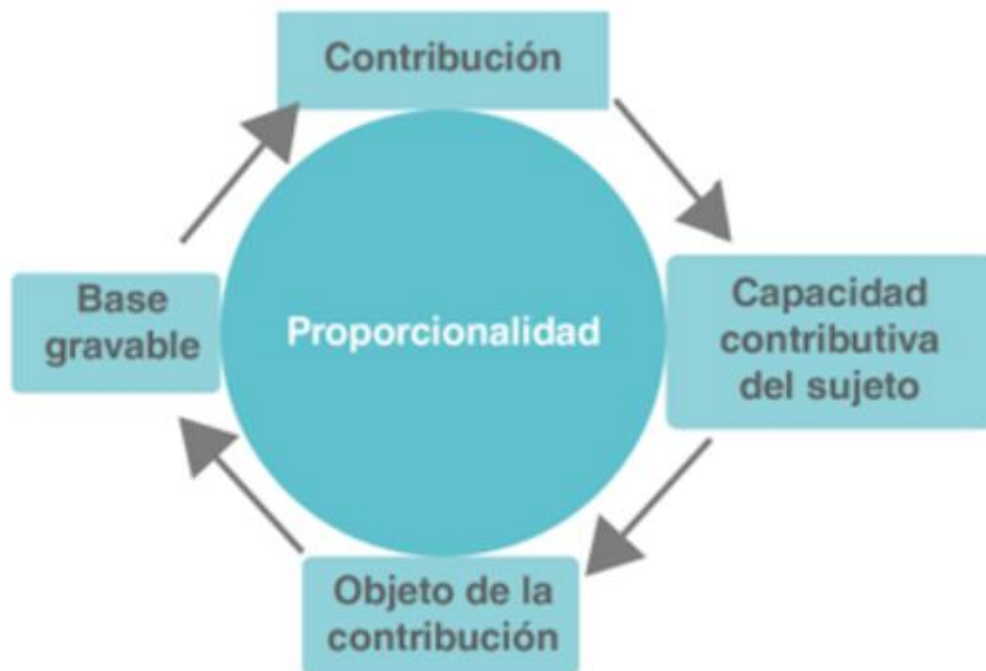 Contribución
Base
gravable
Proporcionalidad
Capacidad
contributiva
del sujeto
Objeto de la
contribución